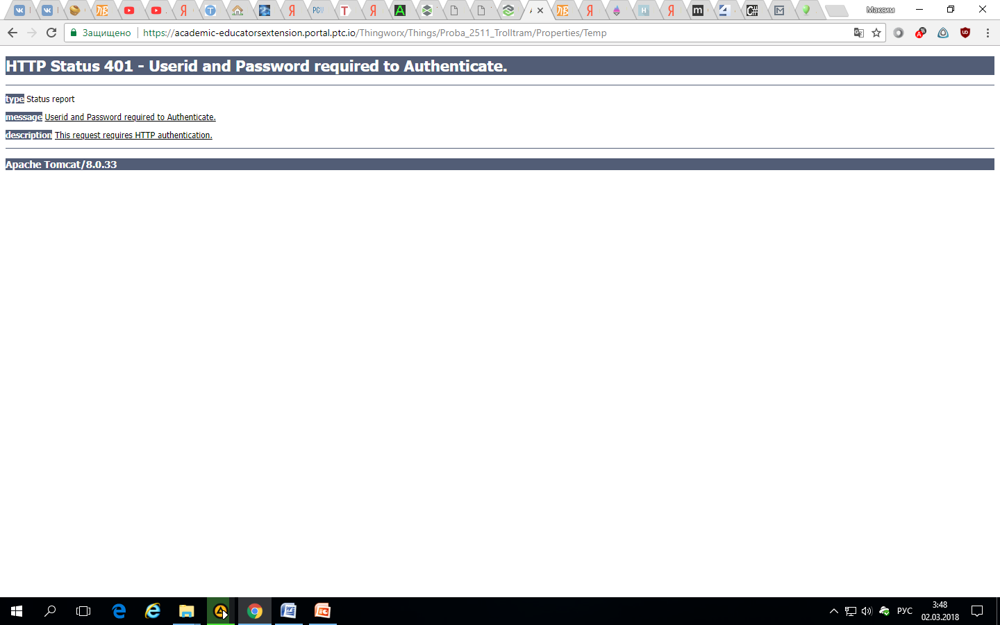 Максим
Защищено https://academic-educatorsextension.portal.ptc.io/Thingworx/Things/Proba_2511_Trolltram/Properties/Temp
HTTP Status 401 - Userid and Password required to Authenticate.
type Status report
message Userid and Password required to Authenticate.
description This request requires HTTP authentication.
Apache Tomcat/8.0.33
РУС
3:48
02.03.2018